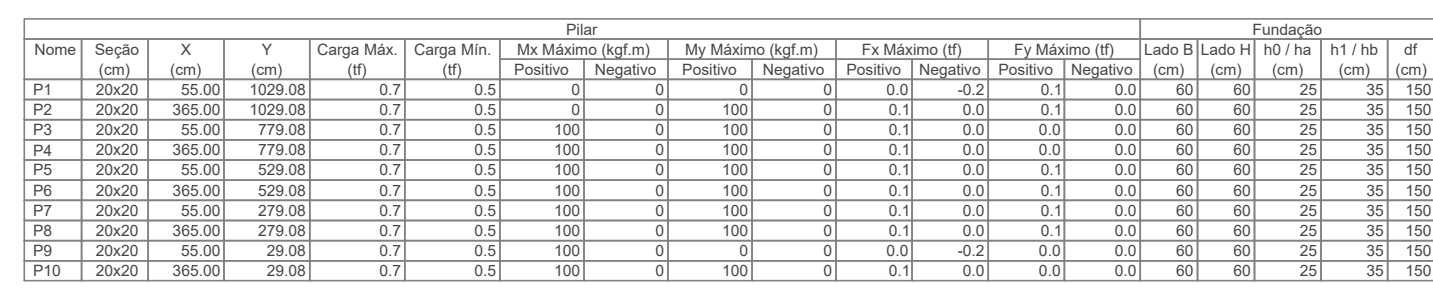 Pilar Fundação
Nome Seção X Y Carga Máx. Carga Mín. Mx Máximo (kgf.m) My Máximo (kgf.m) Fx Máximo (tf) Fy Máximo (tf) Lado B Lado H h0 / ha h1 / hb df
(cm) (cm) (cm) (tf) (tf) Positivo Negativo Positivo Negativo Positivo Negativo Positivo Negativo (cm) (cm) (cm) (cm) (cm)
P1 20x20 55.00 1029.08 0.7 0.5 0 0 0 0 0.0 -0.2 0.1 0.0 60 60 25 35 150
P2 20x20 365.00 1029.08 0.7 0.5 0 0 100 0 0.1 0.0 0.1 0.0 60 60 25 35 150
P3 20x20 55.00 779.08 0.7 0.5 100 0 100 0 0.1 0.0 0.0 0.0 60 60 25 35 150
P4 20x20 365.00 779.08 0.7 0.5 100 0 100 0 0.1 0.0 0.0 0.0 60 60 25 35 150
P5 20x20 55.00 529.08 0.7 0.5 100 0 100 0 0.1 0.0 0.1 0.0 60 60 25 35 150
P6 20x20 365.00 529.08 0.7 0.5 100 0 100 0 0.1 0.0 0.1 0.0 60 60 25 35 150
P7 20x20 55.00 279.08 0.7 0.5 100 0 100 0 0.1 0.0 0.1 0.0 60 60 25 35 150
P8 20x20 365.00 279.08 0.7 0.5 100 0 100 0 0.1 0.0 0.1 0.0 60 60 25 35 150
P9 20x20 55.00 29.08 0.7 0.5 100 0 0 0 0.0 -0.2 0.0 0.0 60 60 25 35 150
P10 20x20 365.00 29.08 0.7 0.5 100 0 100 0 0.1 0.0 0.0 0.0 60 60 25 35 150